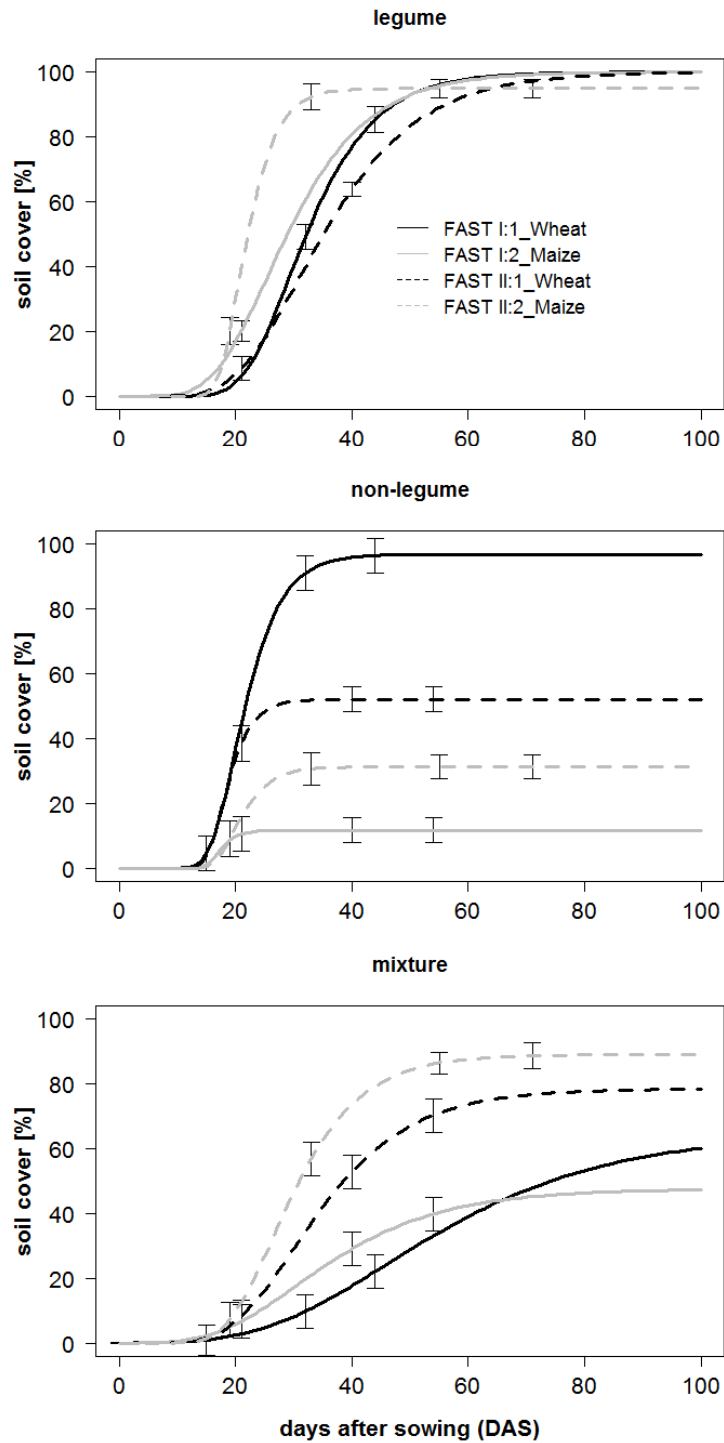 legume
soil cover [%]
100
80
60
40
20
0
FAST I:1_Wheat
FAST I:2_Maize
FAST II:1_Wheat
FAST II:2_Maize
0 20 40 60 80 100
non-legume
soil cover [%]
100
80
60
40
20
0
0 20 40 60 80 100
mixture
soil cover [%]
100
80
60
40
20
0
0 20 40 60 80 100
days after sowing (DAS)